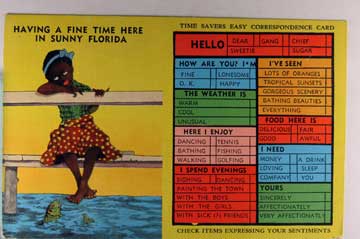 HAVING A FINE TIME HERE
IN SUNNY FLORIDA
TIME SAVERS EASY CORRESPONDENCE CARD
HELLO
DEAR GANG CHIEF
SWEETIE SUGAR
HOW ARE YOU? I'M
FINE LONESOME
O.K. HAPPY
THE WEATHER IS
WARM
COOL
UNUSUAL
HERE I ENJOY
DANCING TENNIS
BATHING FISHING
WALKING GOLFING
I SPEND EVENINGS
SIGHING DANCING
PAINTING THE TOWN
WITH THE BOYS
WITH THE GIRLS
WITH SICK (?) FRIENDS
I'VE SEEN
LOTS OF ORANGES
TROPICAL SUNSETS
GORGEOUS SCENERY
BATHING BEAUTIES
EVERYTHING
FOOD HERE IS
DELICIOUS FAIR
GOOD AWFUL
I NEED
MONEY A DRINK
LOVING SLEEP
COMPANY YOU
YOURS
SINCERELY
AFFECTIONATELY
VERY AFFECTIONATELY
CHECK ITEMS EXPRESSING YOUR SENTIMENTS